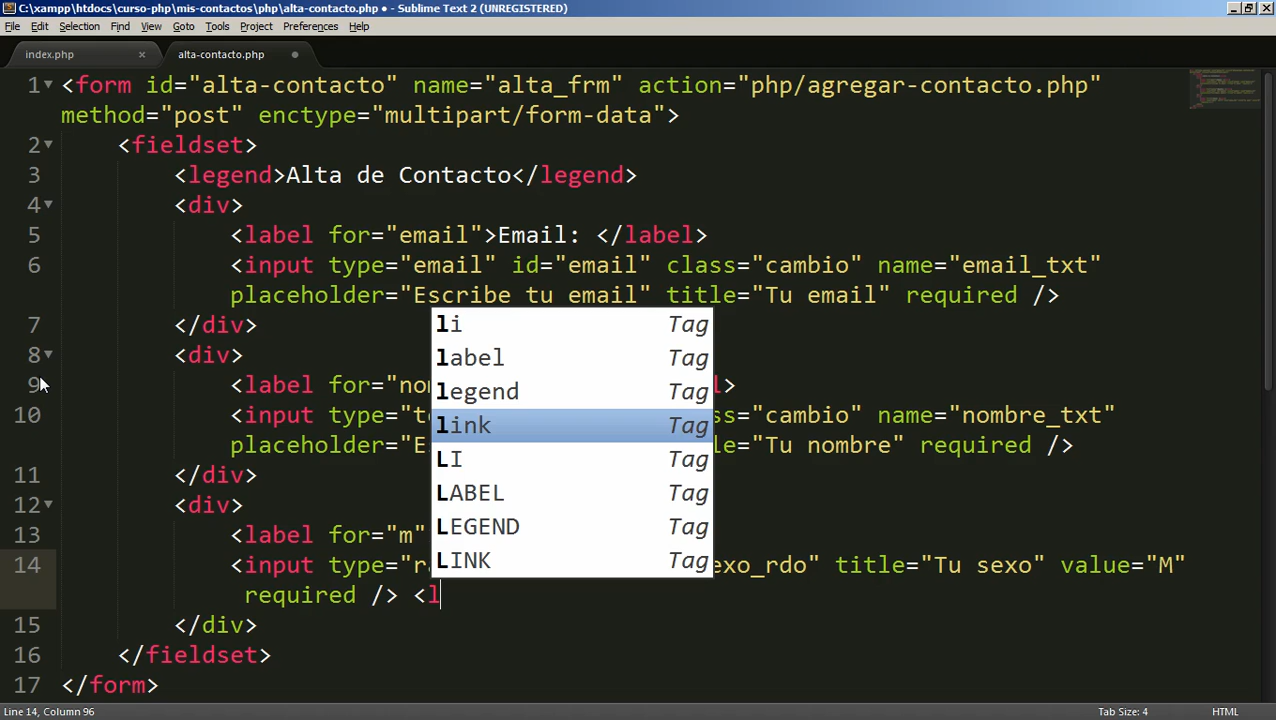 C:\xampp\htdocs\curso-php\mis-contactos\php\alta-contacto.php • - Sublime Text 2 (UNREGISTERED)
File Edit Selection Find View Goto Tools Project Preferences Help
index.php × alta-contacto.php
1 <form id="alta-contacto" name="alta_frm" action="php/agregar-contacto.php"
method="post" enctype="multipart/form-data">
2 <fieldset>
3 <legend>Alta de Contacto</legend>
4 <div>
5 <label for="email">Email: </label>
6 <input type="email" id="email" class="cambio" name="email_txt"
placeholder="Escribe tu email" title="Tu email" required />
7 </div>
8 <div>
9 <label for="no >
10 <input type="t "cambio" name="nombre_txt"
placeholder="E ="Tu nombre" required />
11 </div>
12 <div>
13 <label for="m"
14 <input type="r exo_rdo" title="Tu sexo" value="M"
required /> <l
15 </div>
16 </fieldset>
17 </form>
li Tag
label Tag
legend Tag
link Tag
LI Tag
LABEL Tag
LEGEND Tag
LINK Tag
Line 14, Column 96 Tab Size: 4 HTML